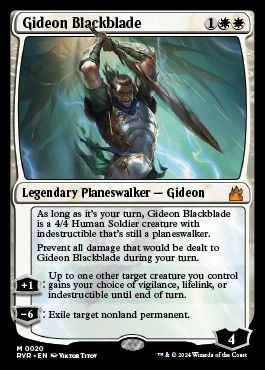 Gideon Blackblade 1
Legendary Planeswalker — Gideon
As long as it's your turn, Gideon Blackblade
is a 4/4 Human Soldier creature with
indestructible that's still a planeswalker.
Prevent all damage that would be dealt to
Gideon Blackblade during your turn.
Up to one other target creature you control
+1 : gains your choice of vigilance, lifelink, or
indestructible until end of turn.
−6 : Exile target nonland permanent.
4
M 0020
RVR • EN Viktor Titov
™ & © 2024 Wizards of the Coast